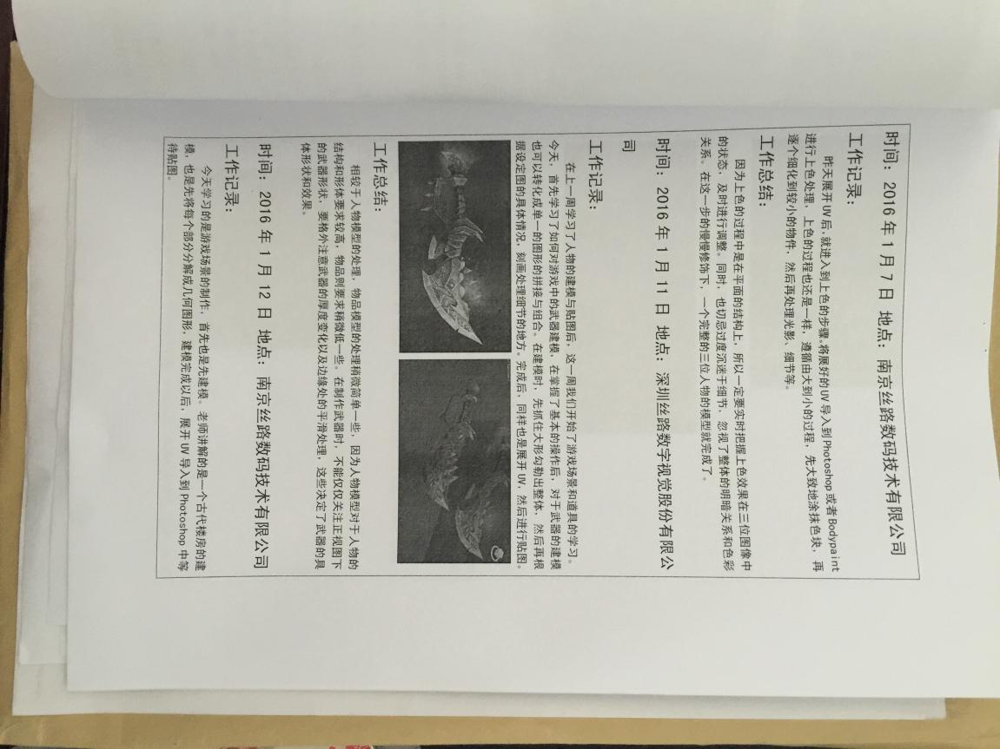 时间：2016 年 1 月 7 日 地点：南京丝路数码技术有限公司
工作记录：
昨天展开UV后，就进入到上色的步骤。将展好的UV导入到Photoshop或者Bodypaint
进行上色处理，上色的过程也还是一样，遵循由大到小的过程，先大致地涂抹色块，再
逐个细化到较小的物件，然后再处理光影、细节等。
工作总结：
因为上色的过程中是在平面的结构上，所以一定要实时把握上色效果在三位图像中
的状态，及时进行调整。同时，也切忌过度沉迷于细节，忽视了整体的明暗关系和色彩
关系。在这一步的慢慢修饰下，一个完整的三位人物的模型就完成了。
时间：2016 年 1 月 11 日 地点：深圳丝路数字视觉股份有限公
司
工作记录：
在上一周学习了人物的建模与贴图后，这一周我们开始了游戏场景和道具的学习。
今天，首先学习了如何对游戏中的武器建模，在掌握了基本的操作后，对于武器的建模
也可以转化成单一的图形的拼接与组合。在建模时，先抓住大形勾勒出整体，然后再根
据设定图的具体情况，刻画处理细节的地方。完成后，同样也是展开UV，然后进行贴图。
工作总结：
相较于人物模型的处理，物品模型的处理稍微简单一些，因为人物模型对于人物的
结构和形体要求较高，物品则要求稍微低一些。在制作武器时，不能仅仅关注正视图下
的武器形状，要格外注意武器的厚度变化以及边缘处的平滑处理，这些决定了武器的具
体形状和效果。
时间：2016 年 1 月 12 日 地点：南京丝路数码技术有限公司
工作记录：
今天学习的是游戏场景的制作，首先也是先建模。老师讲解的是一个古代楼房的建
模，也是先将每个部分分解成几何图形，建模完成以后，展开 UV 导入到 Photoshop 中等
待贴图。